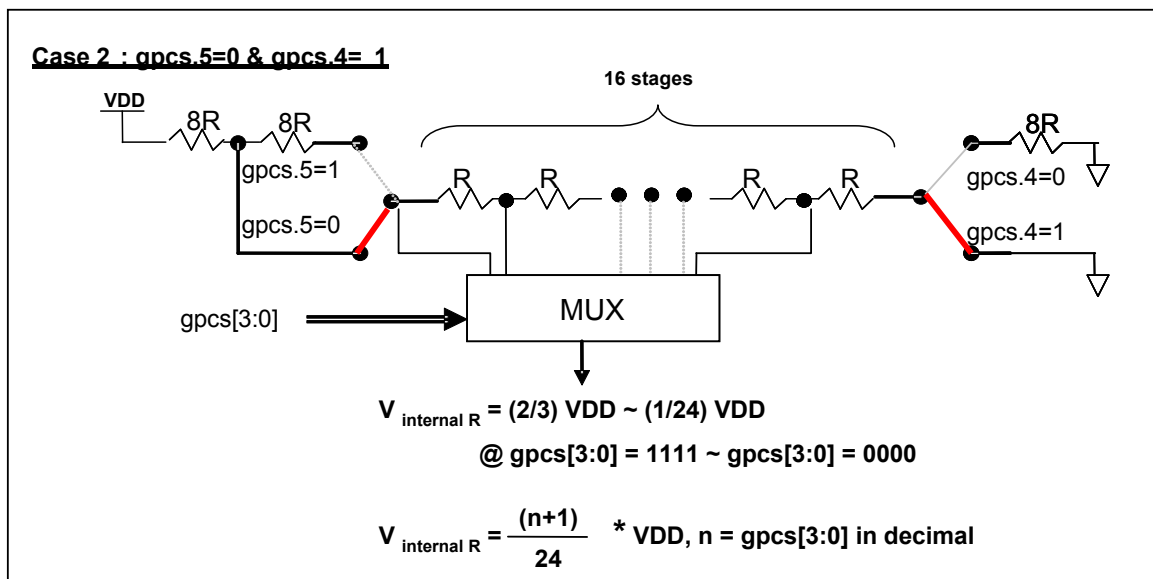 Case 2 : gpcs.5=0 & gpcs.4= 1
16 stages
VDD
8R 8R 8R
gpcs.5=1
R R R R
gpcs.4=0
gpcs.5=0
gpcs.4=1
gpcs[3:0]
MUX
V internal R = (2/3) VDD ~ (1/24) VDD
@ gpcs[3:0] = 1111 ~ gpcs[3:0] = 0000
V internal R = (n+1) / 24 * VDD, n = gpcs[3:0] in decimal